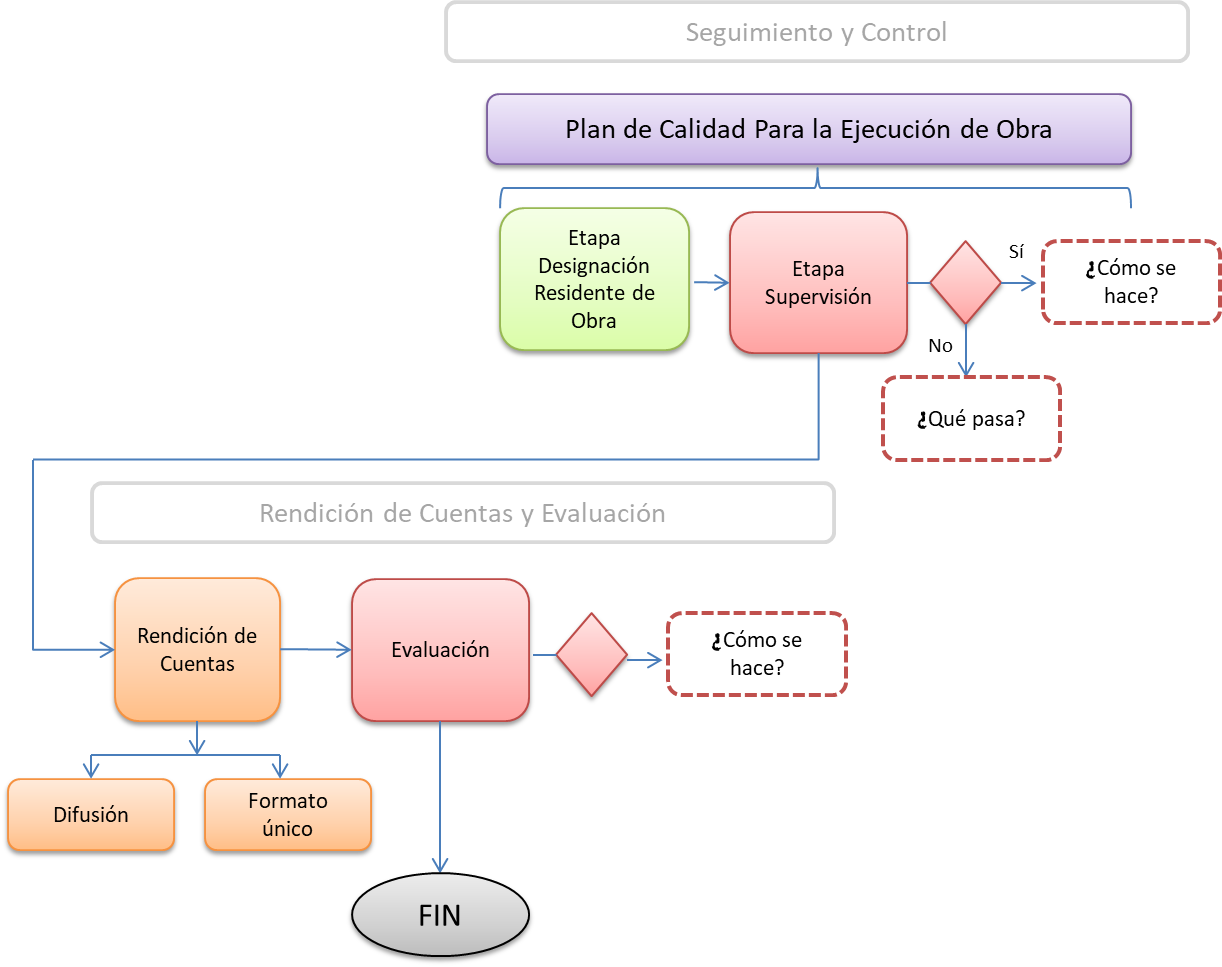 Seguimiento y Control
Plan de Calidad Para la Ejecución de Obra
Etapa
Designación
Residente de
Obra
Etapa
Supervisión
Sí
¿Cómo se
hace?
No
¿Qué pasa?
Rendición de Cuentas y Evaluación
Rendición de
Cuentas
Evaluación
¿Cómo se
hace?
Difusión
Formato
único
FIN